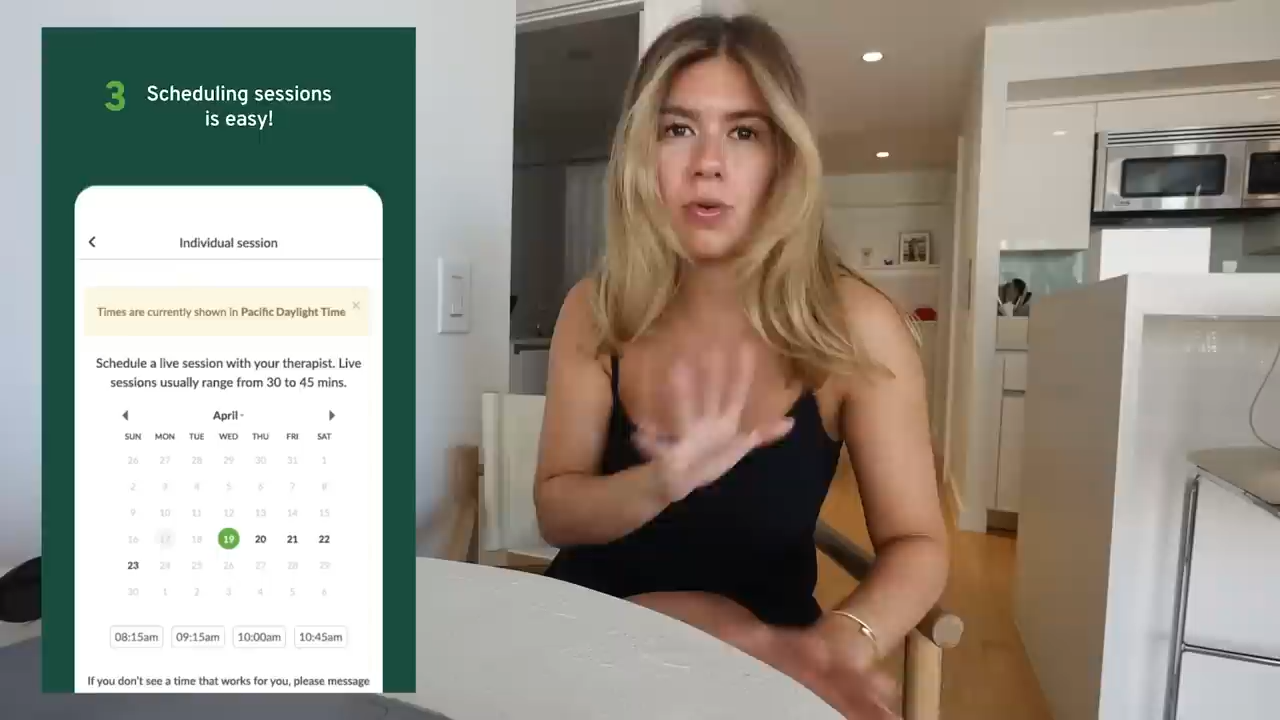 3 Scheduling sessions
is easy!
Individual session
Times are currently shown in Pacific Daylight Time ×
Schedule a live session with your therapist. Live
sessions usually range from 30 to 45 mins.
April
SUN MON TUE WED THU FRI SAT
26 27 28 29 30 31 1
2 3 4 5 6 7 8
9 10 11 12 13 14 15
16 17 18 19 20 21 22
23 24 25 26 27 28 29
30 1 2 3 4 5 6
08:15am 09:15am 10:00am 10:45am
If you don't see a time that works for you, please message